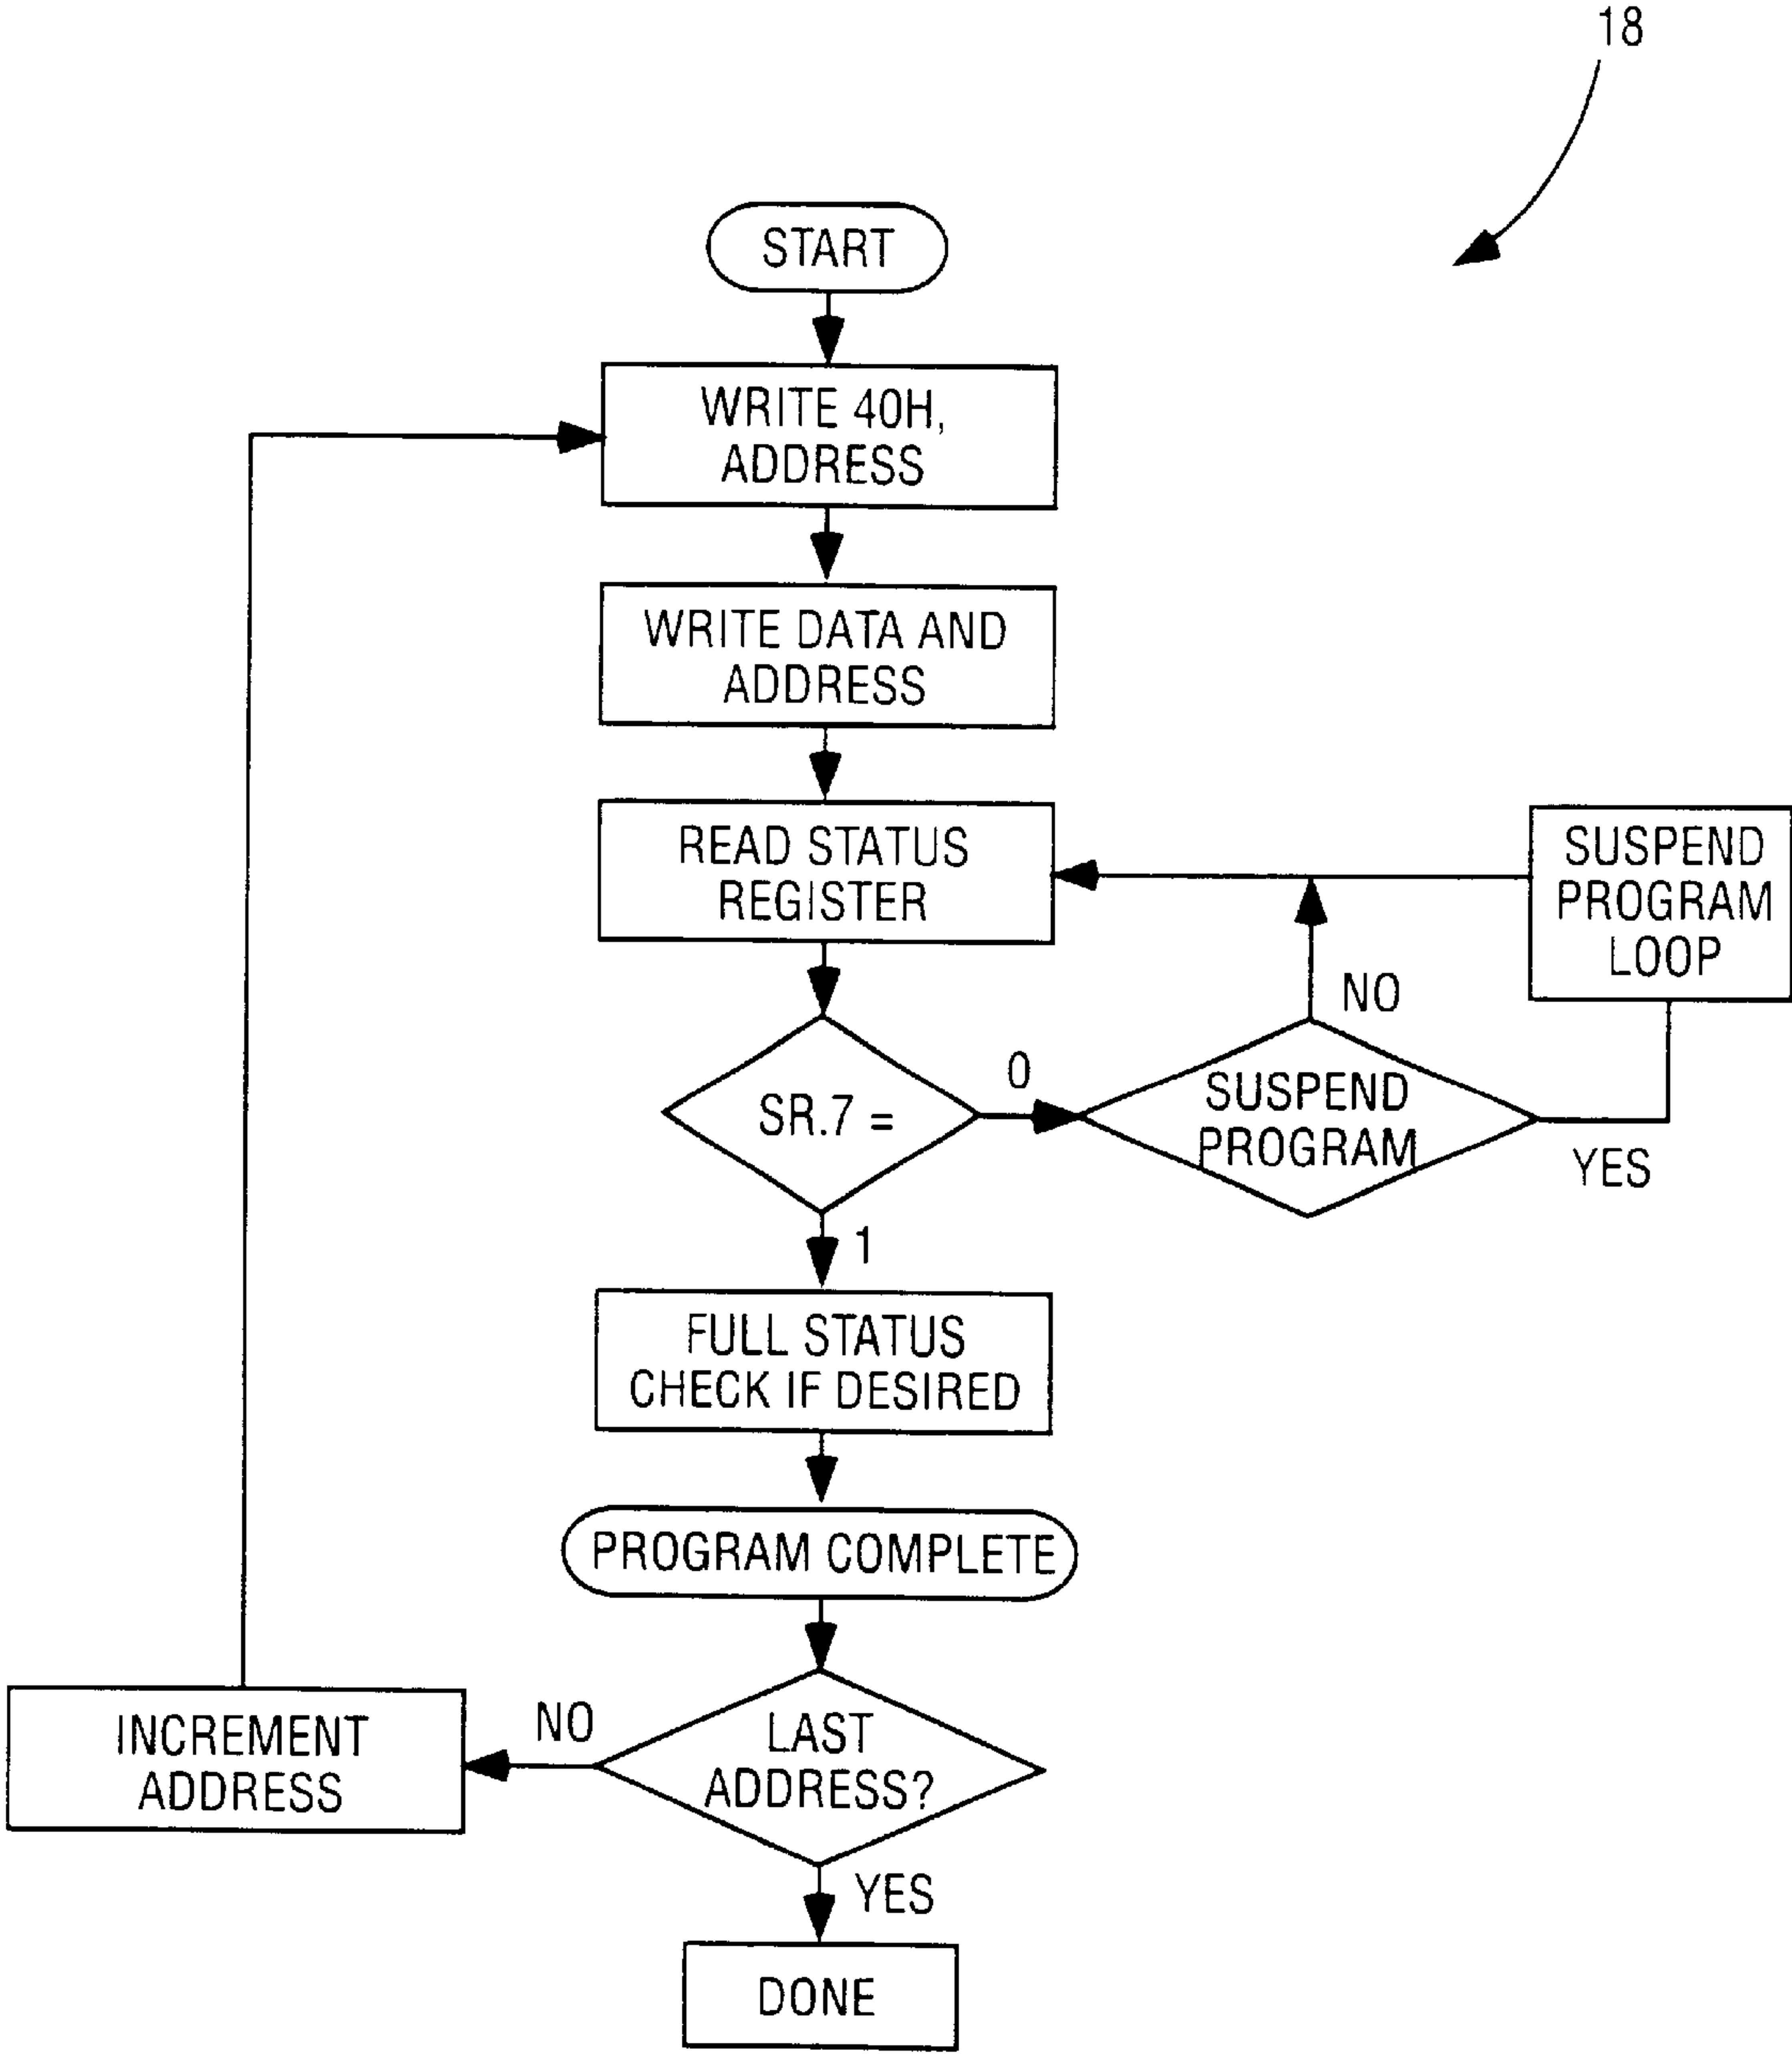 18
START
WRITE 40H,
ADDRESS
WRITE DATA AND
ADDRESS
READ STATUS
REGISTER
SUSPEND
PROGRAM
LOOP
NO
SR.7 =
0
SUSPEND
PROGRAM
YES
1
FULL STATUS
CHECK IF DESIRED
PROGRAM COMPLETE
LAST
ADDRESS?
NO
INCREMENT
ADDRESS
YES
DONE